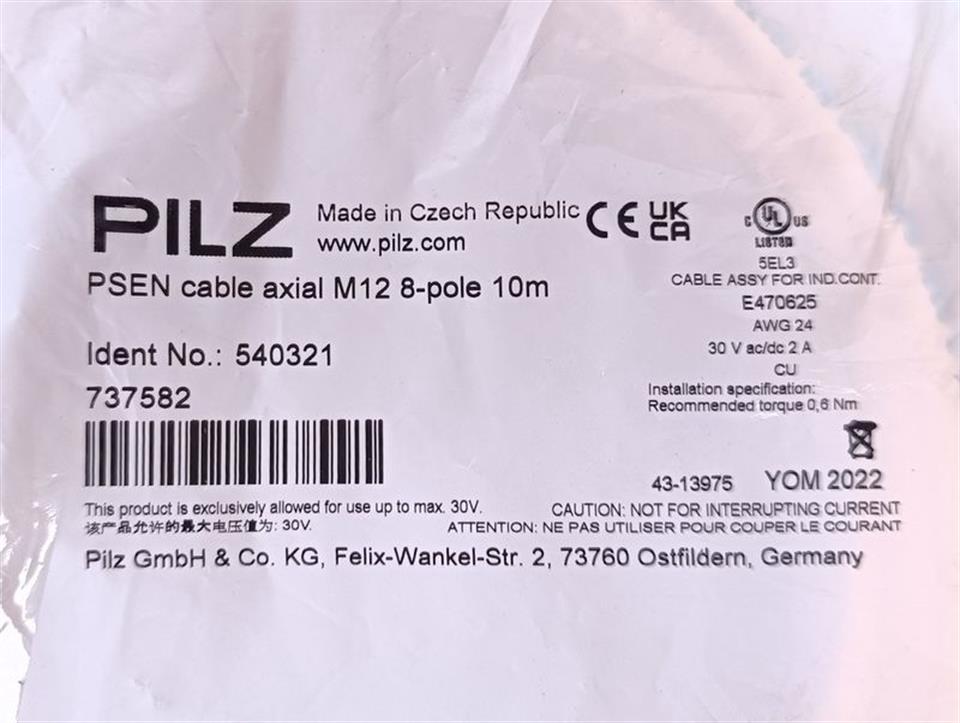 PILZ
Made in Czech Republic
www.pilz.com
CE UK CA
C UL US
LISTED
PSEN cable axial M12 8-pole 10m
5EL3
CABLE ASSY FOR IND.CONT.
E470625
AWG 24
30 V ac/dc 2 A
CU
Ident No.: 540321
737582
Installation specification:
Recommended torque 0,6 Nm
43-13975 YOM 2022
This product is exclusively allowed for use up to max. 30V.
该产品允许的最大电压值为: 30V.
CAUTION: NOT FOR INTERRUPTING CURRENT
ATTENTION: NE PAS UTILISER POUR COUPER LE COURANT
Pilz GmbH & Co. KG, Felix-Wankel-Str. 2, 73760 Ostfildern, Germany